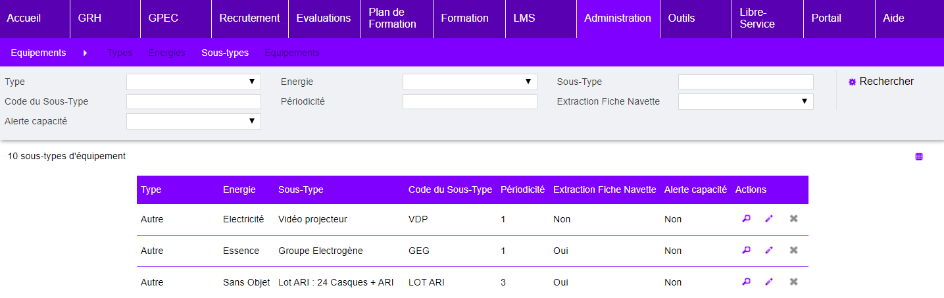 Accueil GRH GPEC Recrutement Evaluations Plan de Formation Formation LMS Administration Outils Libre-Service Portail Aide
Equipements Types Energies Sous-types Equipements
Type Energie Sous-Type Rechercher
Code du Sous-Type Périodicité Extraction Fiche Navette
Alerte capacité
10 sous-types d'équipement
Type Energie Sous-Type Code du Sous-Type Périodicité Extraction Fiche Navette Alerte capacité Actions
Autre Electricité Vidéo projecteur VDP 1 Non Non
Autre Essence Groupe Electrogène GEG 1 Oui Non
Autre Sans Objet Lot ARI : 24 Casques + ARI LOT ARI 3 Oui Non